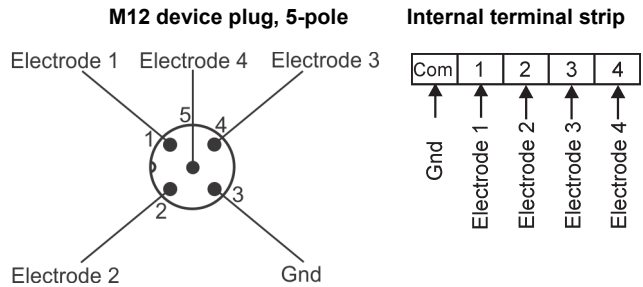 M12 device plug, 5-pole
Electrode 1
Electrode 4
Electrode 3
5
1
4
2
3
Electrode 2
Gnd
Internal terminal strip
Com 1 2 3 4
Gnd
Electrode 1
Electrode 2
Electrode 3
Electrode 4